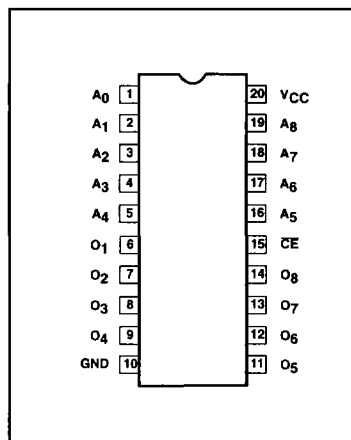 A0 1 20 VCC
A1 2 19 A8
A2 3 18 A7
A3 4 17 A6
A4 5 16 A5
O1 6 15 C̅E̅
O2 7 14 O8
O3 8 13 O7
O4 9 12 O6
GND 10 11 O5